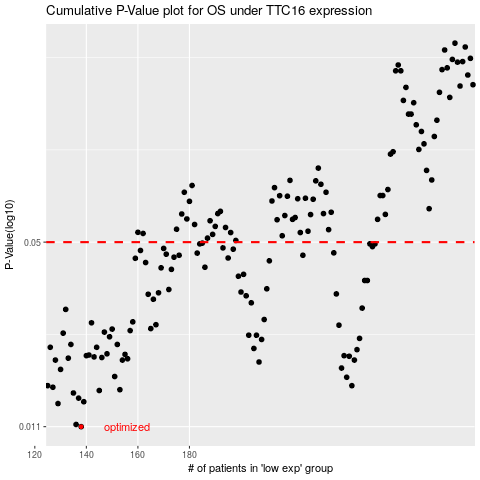 Cumulative P-Value plot for OS under TTC16 expression
P-Value(log10)
0.05
0.011
optimized
120 140 160 180
# of patients in 'low exp' group